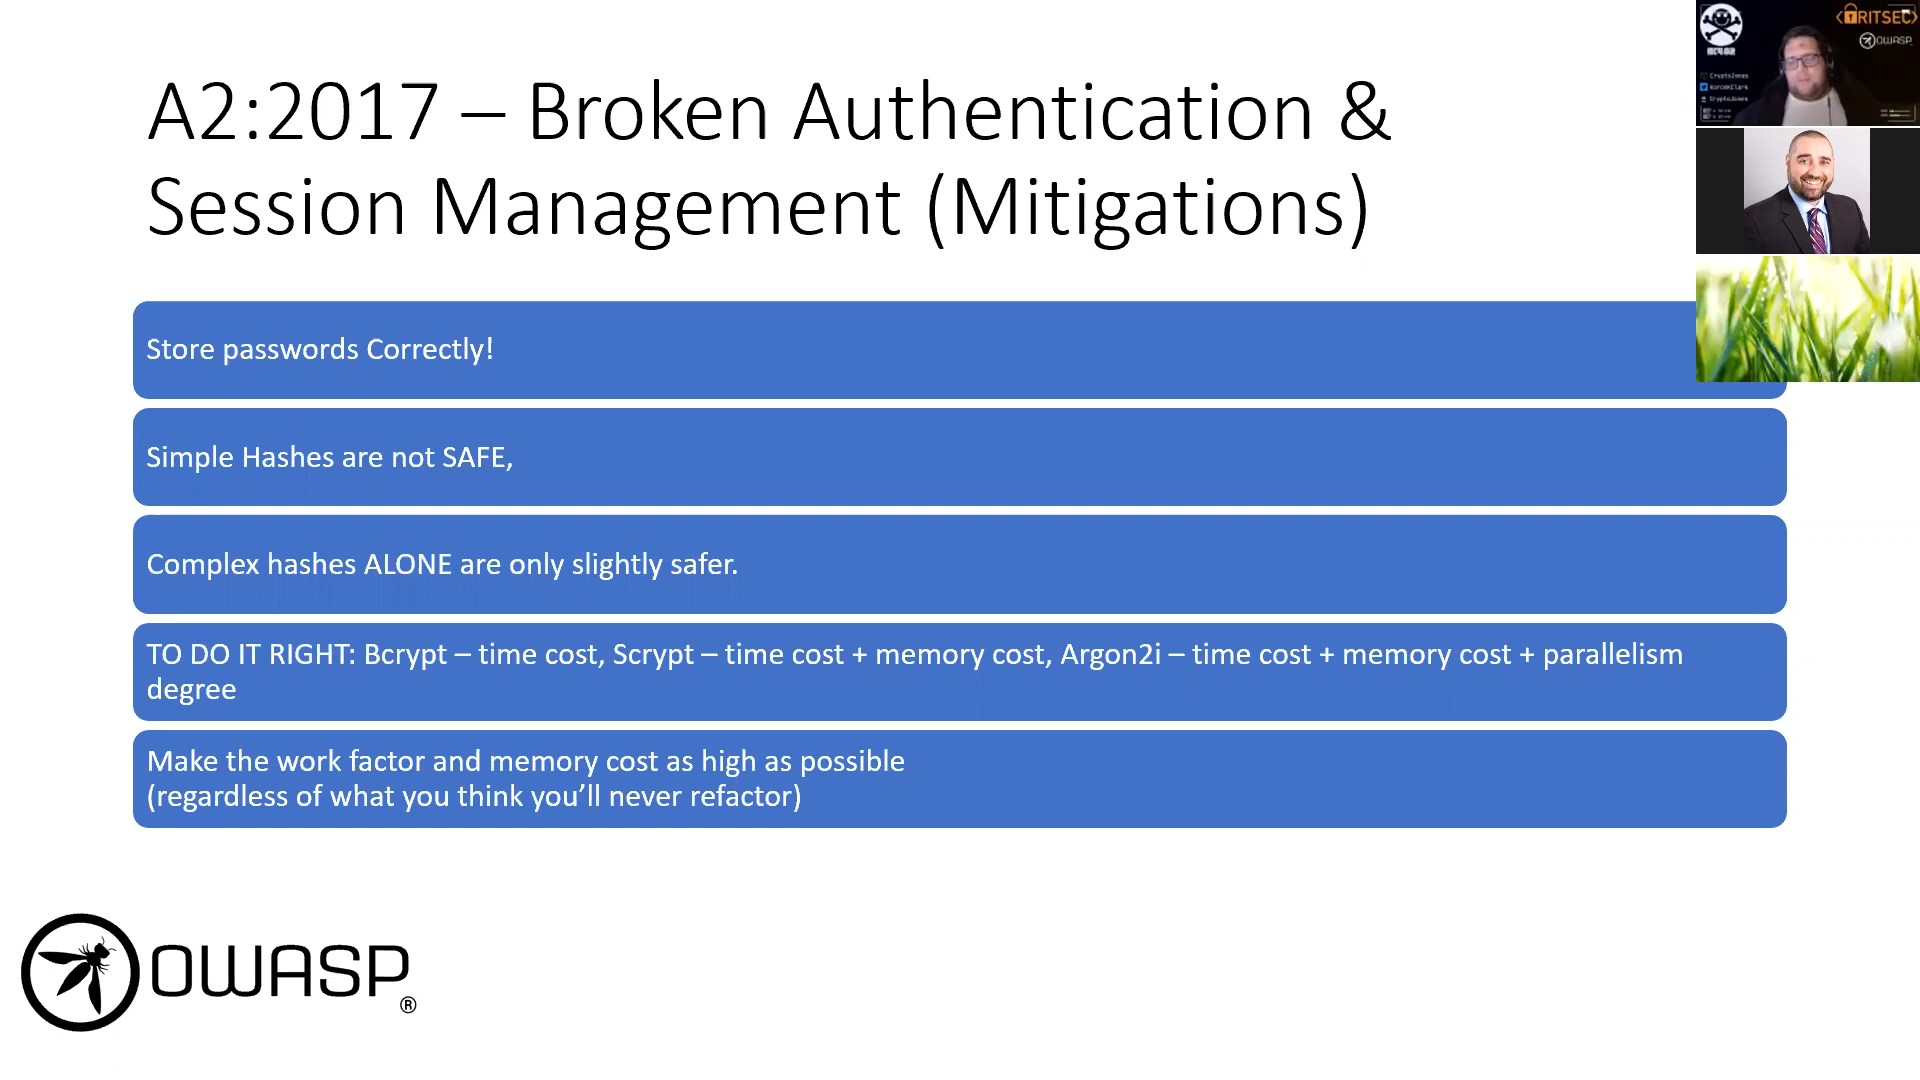 A2:2017 – Broken Authentication &
Session Management (Mitigations)
Store passwords Correctly!
Simple Hashes are not SAFE,
Complex hashes ALONE are only slightly safer.
TO DO IT RIGHT: Bcrypt – time cost, Scrypt – time cost + memory cost, Argon2i – time cost + memory cost + parallelism
degree
Make the work factor and memory cost as high as possible
(regardless of what you think you’ll never refactor)
OWASP®
RITSEC
OWASP
CryptoJones
AaronKClark
CryptoJones